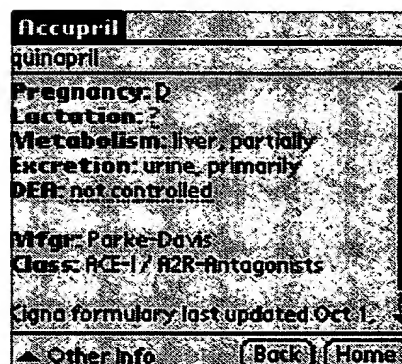 Accupril
quinapril
Pregnancy: D
Lactation: ?
Metabolism: liver, partially
Excretion: urine, primarily
DEA: not controlled
Mfgr: Parke-Davis
Class: ACE-I / A2R-Antagonists
Cigna formulary last updated Oct 1,
Other Info Back Home